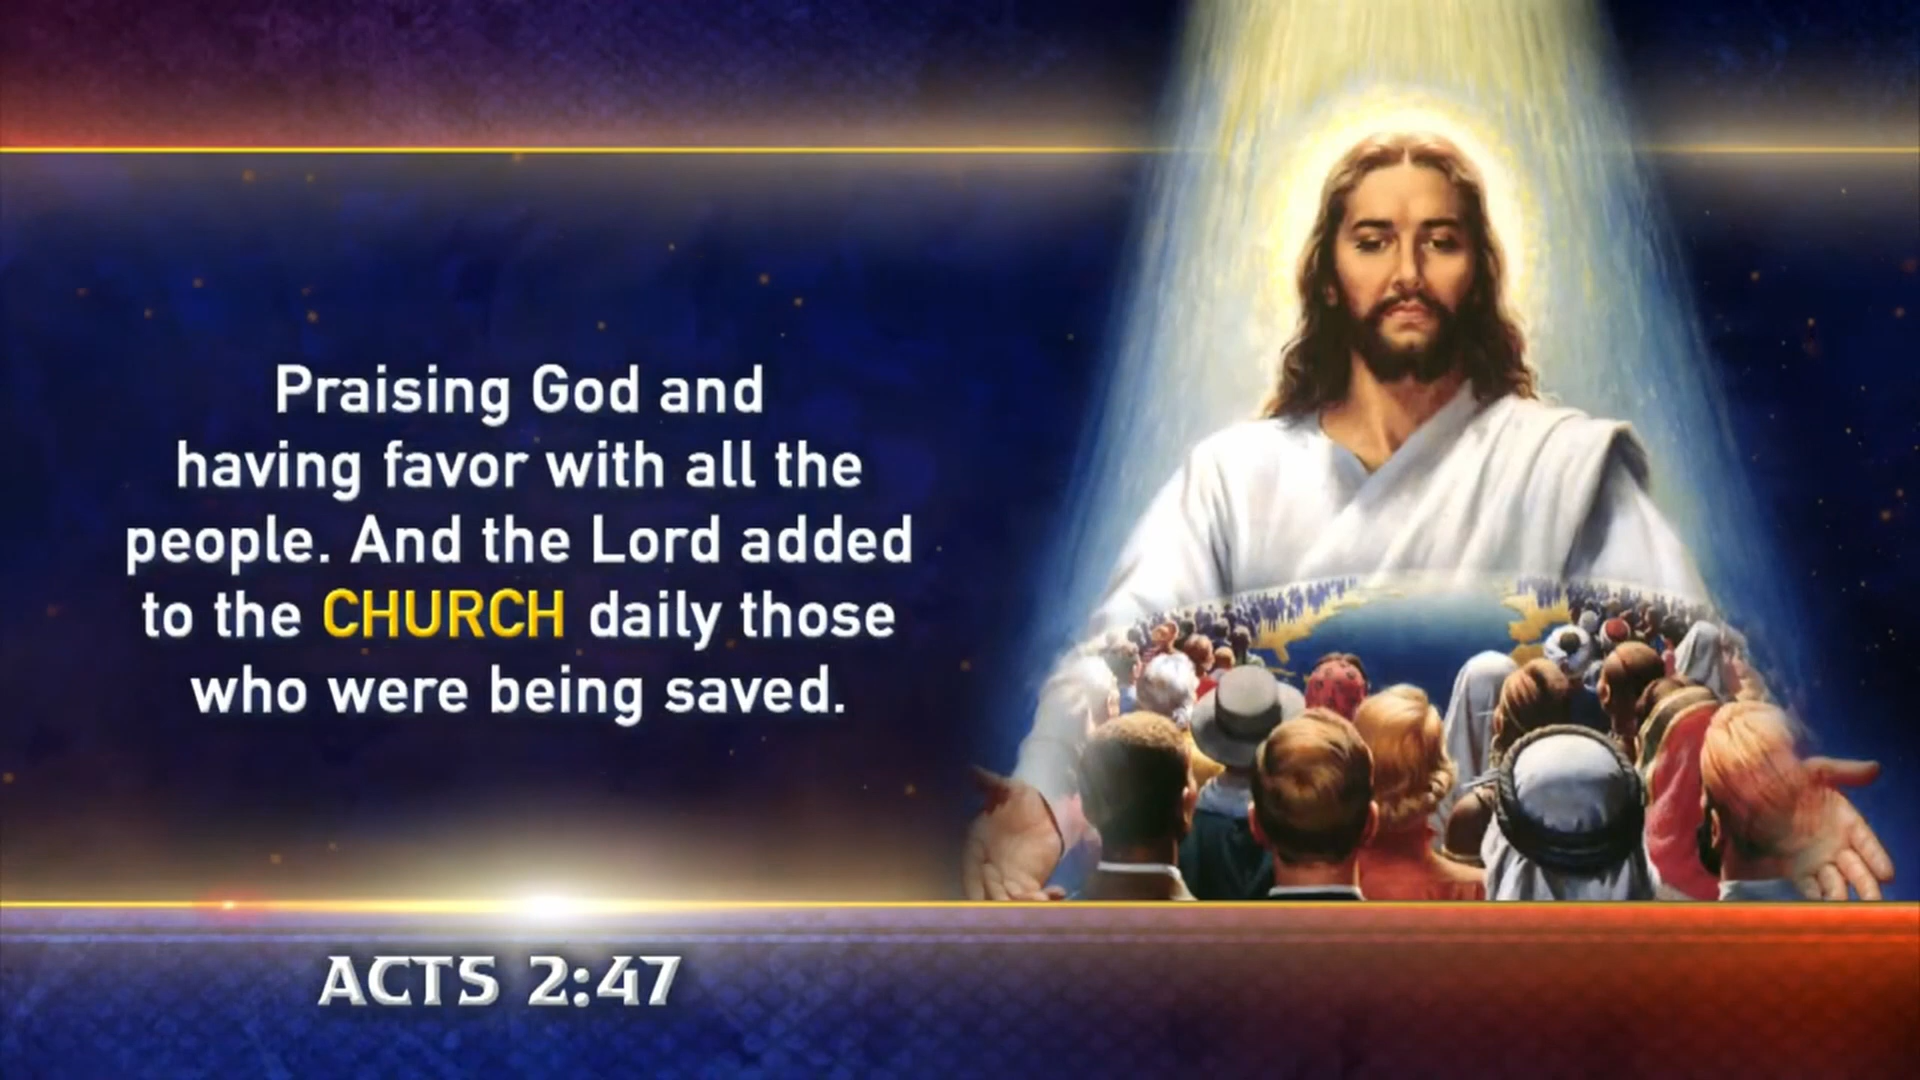 Praising God and
having favor with all the
people. And the Lord added
to the CHURCH daily those
who were being saved.
ACTS 2:47